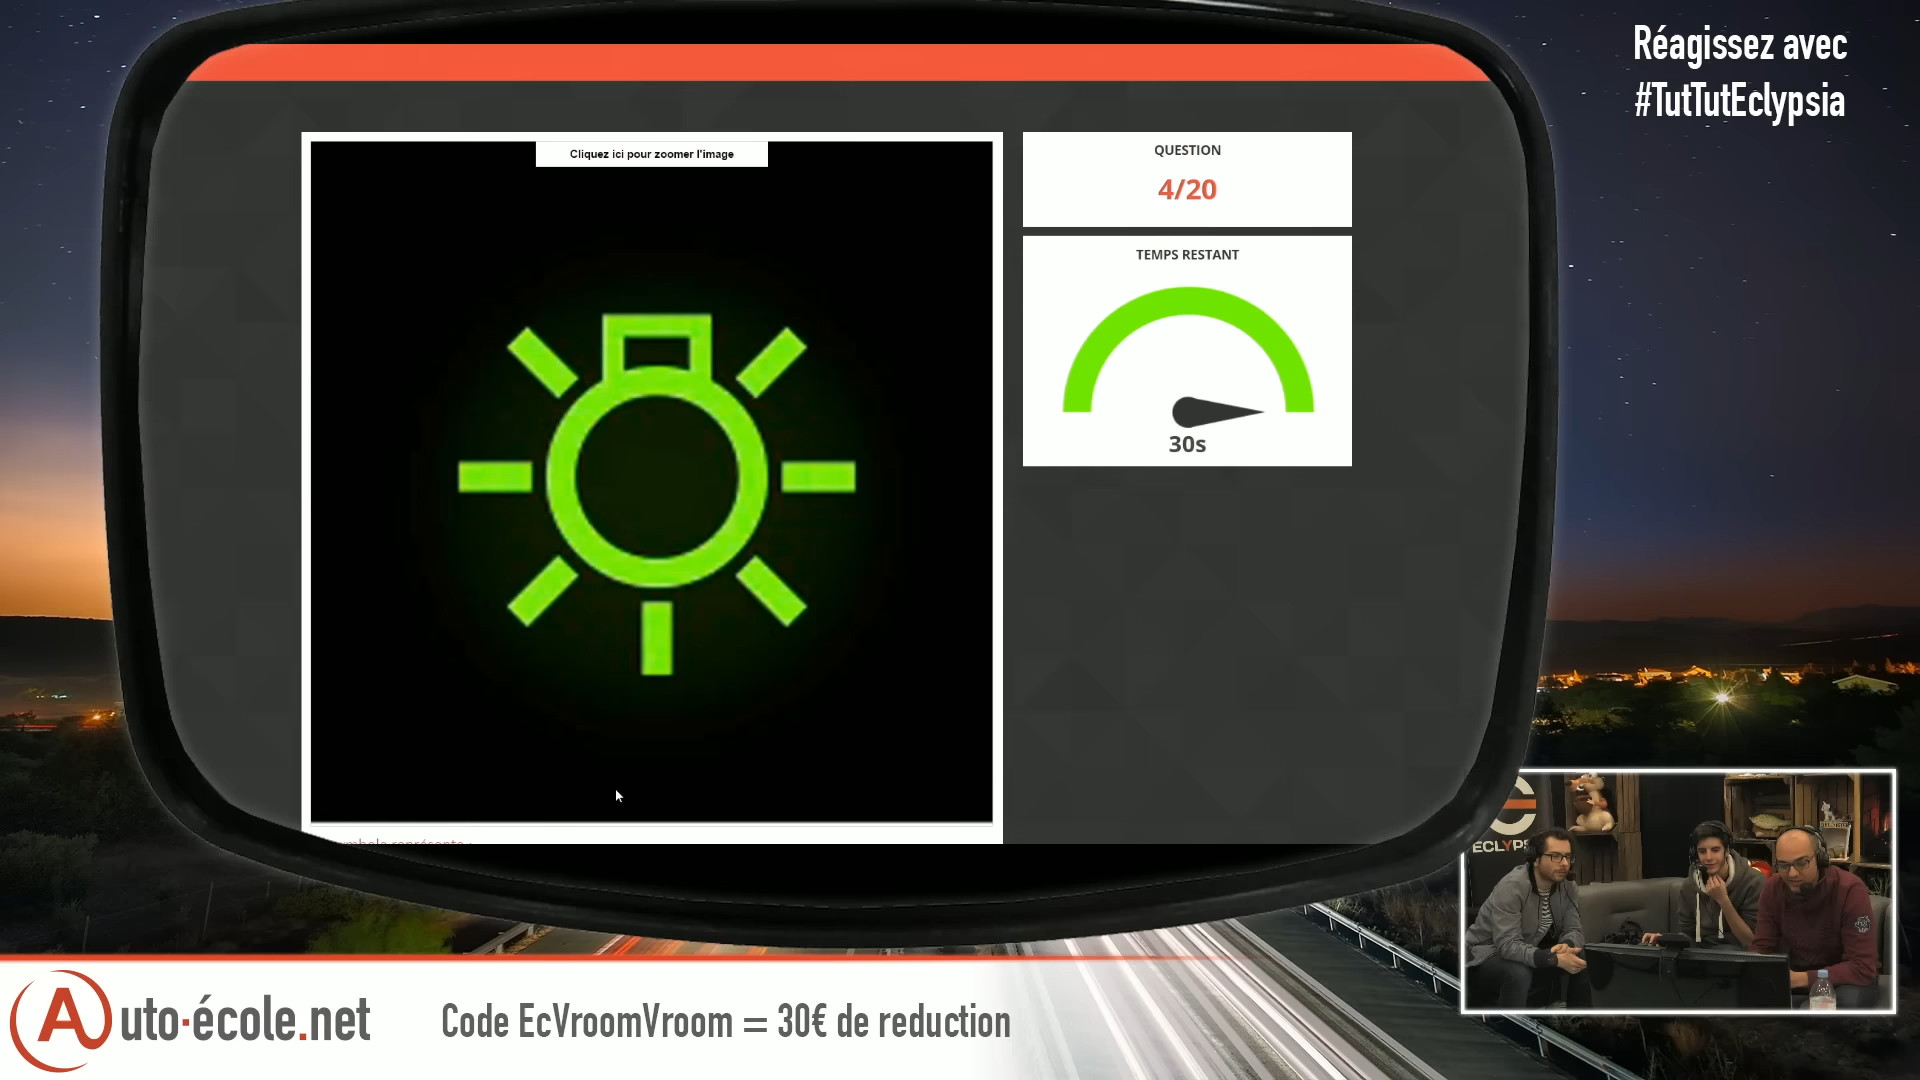 Réagissez avec
#TutTutEclypsia
Cliquez ici pour zoomer l'image
QUESTION
4/20
TEMPS RESTANT
30s
Auto·école.net
Code EcVroomVroom = 30€ de reduction